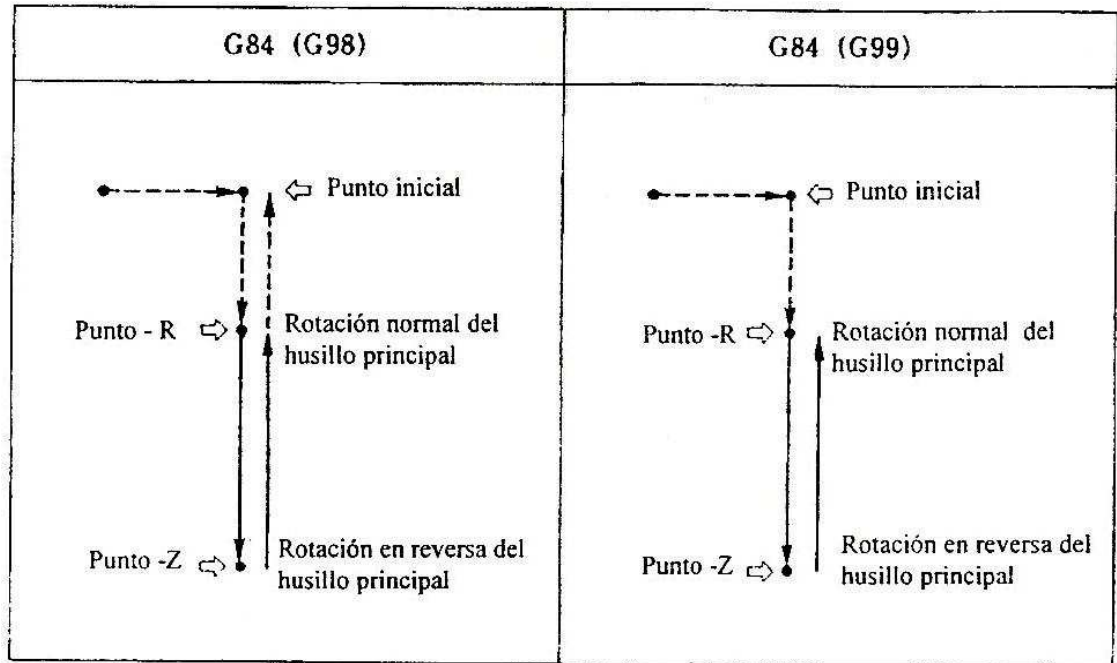 G84 (G98)
Punto inicial
Punto - R
Rotación normal del
husillo principal
Punto -Z
Rotación en reversa del
husillo principal
G84 (G99)
Punto inicial
Punto -R
Rotación normal del
husillo principal
Punto -Z
Rotación en reversa del
husillo principal